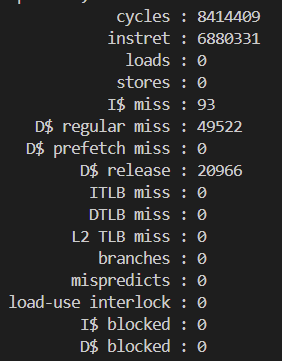 cycles : 8414409
instret : 6880331
loads : 0
stores : 0
I$ miss : 93
D$ regular miss : 49522
D$ prefetch miss : 0
D$ release : 20966
ITLB miss : 0
DTLB miss : 0
L2 TLB miss : 0
branches : 0
mispredicts : 0
load-use interlock : 0
I$ blocked : 0
D$ blocked : 0